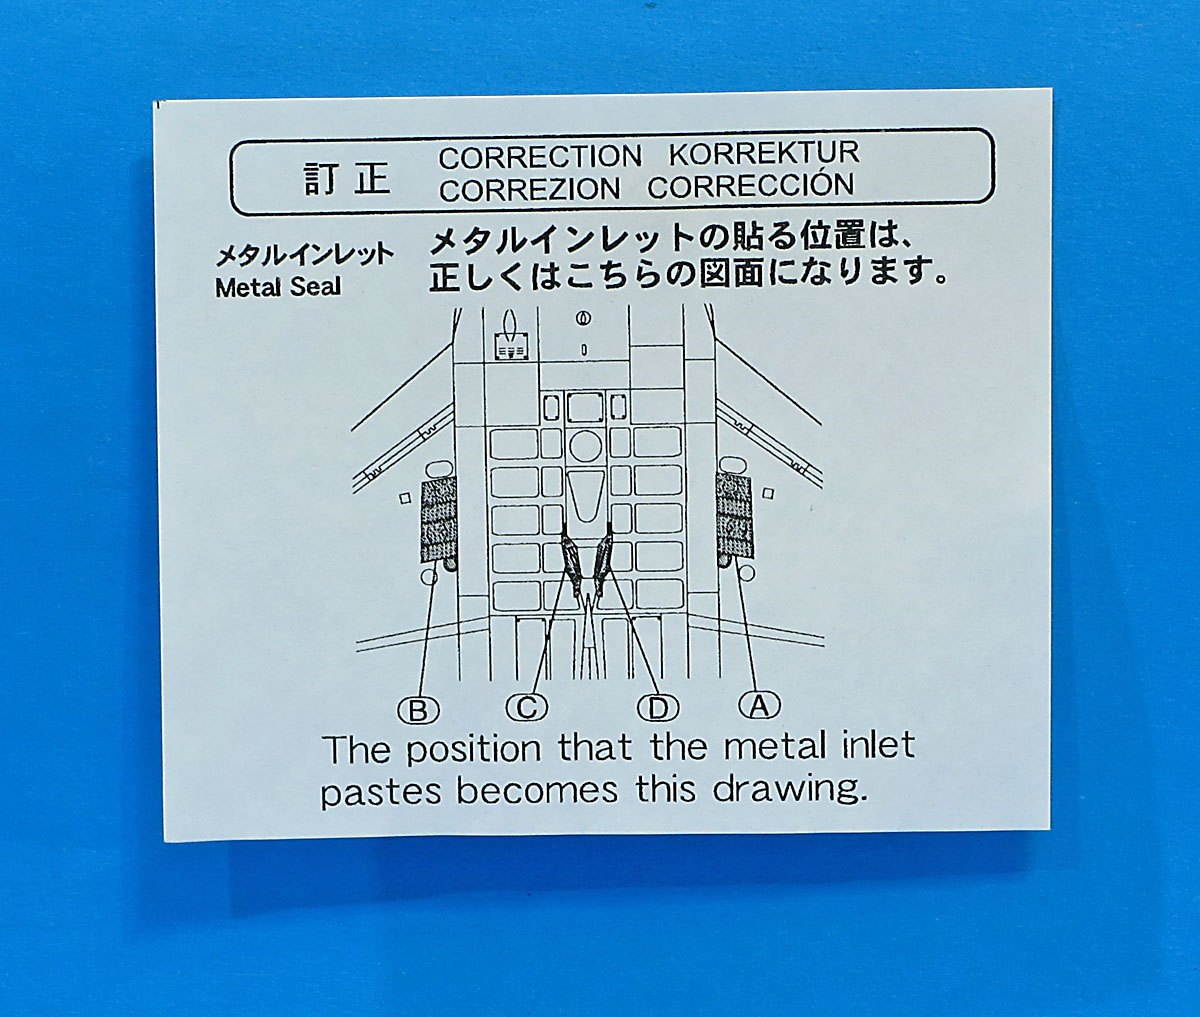 訂正
CORRECTION KORREKTUR
CORREZION CORRECCIÓN
メタルインレット
Metal Seal
メタルインレットの貼る位置は、
正しくはこちらの図面になります。
B C D A
The position that the metal inlet
pastes becomes this drawing.